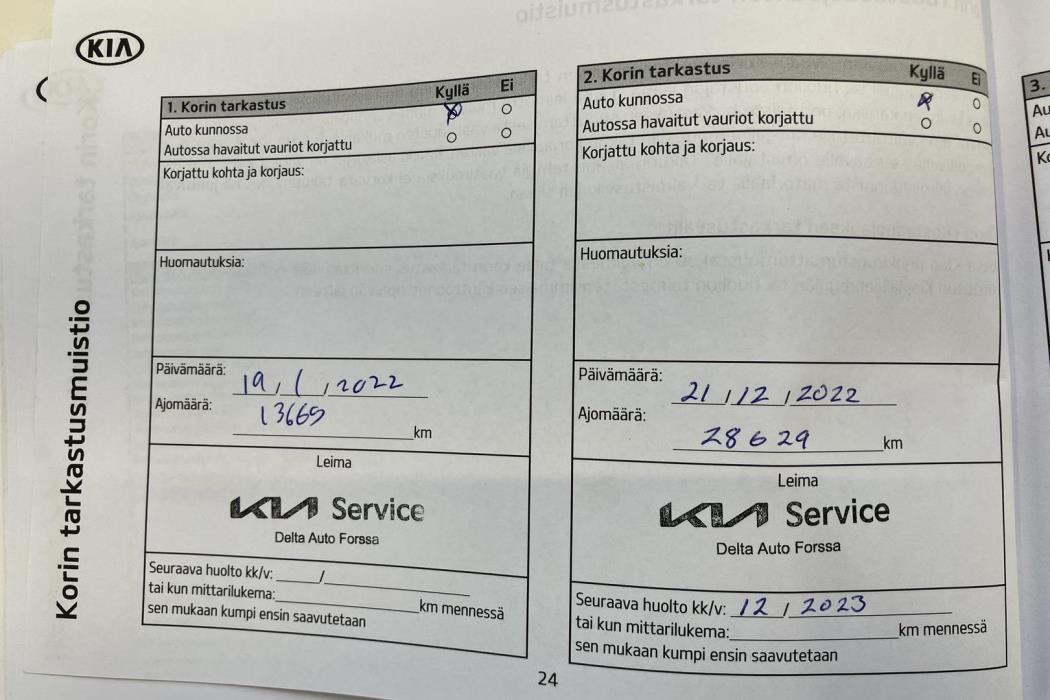 KIA
Korin tarkastusmuistio
1. Korin tarkastus Kyllä Ei
Auto kunnossa
Autossa havaitut vauriot korjattu
Korjattu kohta ja korjaus:
Huomautuksia:
Päivämäärä: 19 / 1 / 2022
Ajomäärä: 13669 km
Leima
KIA Service
Delta Auto Forssa
Seuraava huolto kk/v: /
tai kun mittarilukema: km mennessä
sen mukaan kumpi ensin saavutetaan
2. Korin tarkastus Kyllä Ei
Auto kunnossa
Autossa havaitut vauriot korjattu
Korjattu kohta ja korjaus:
Huomautuksia:
Päivämäärä: 21 / 12 / 2022
Ajomäärä: 28629 km
Leima
KIA Service
Delta Auto Forssa
Seuraava huolto kk/v: 12 / 2023
tai kun mittarilukema: km mennessä
sen mukaan kumpi ensin saavutetaan
3.
24